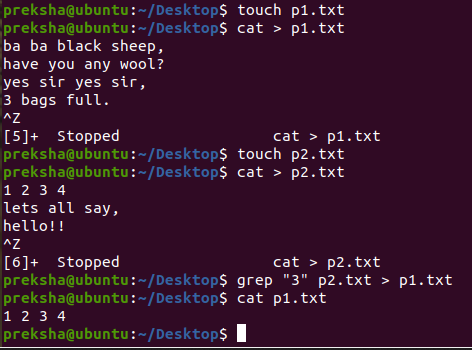 preksha@ubuntu:~/Desktop$ touch p1.txt
preksha@ubuntu:~/Desktop$ cat > p1.txt
ba ba black sheep,
have you any wool?
yes sir yes sir,
3 bags full.
^Z
[5]+  Stopped                 cat > p1.txt
preksha@ubuntu:~/Desktop$ touch p2.txt
preksha@ubuntu:~/Desktop$ cat > p2.txt
1 2 3 4
lets all say,
hello!!
^Z
[6]+  Stopped                 cat > p2.txt
preksha@ubuntu:~/Desktop$ grep "3" p2.txt > p1.txt
preksha@ubuntu:~/Desktop$ cat p1.txt
1 2 3 4
preksha@ubuntu:~/Desktop$